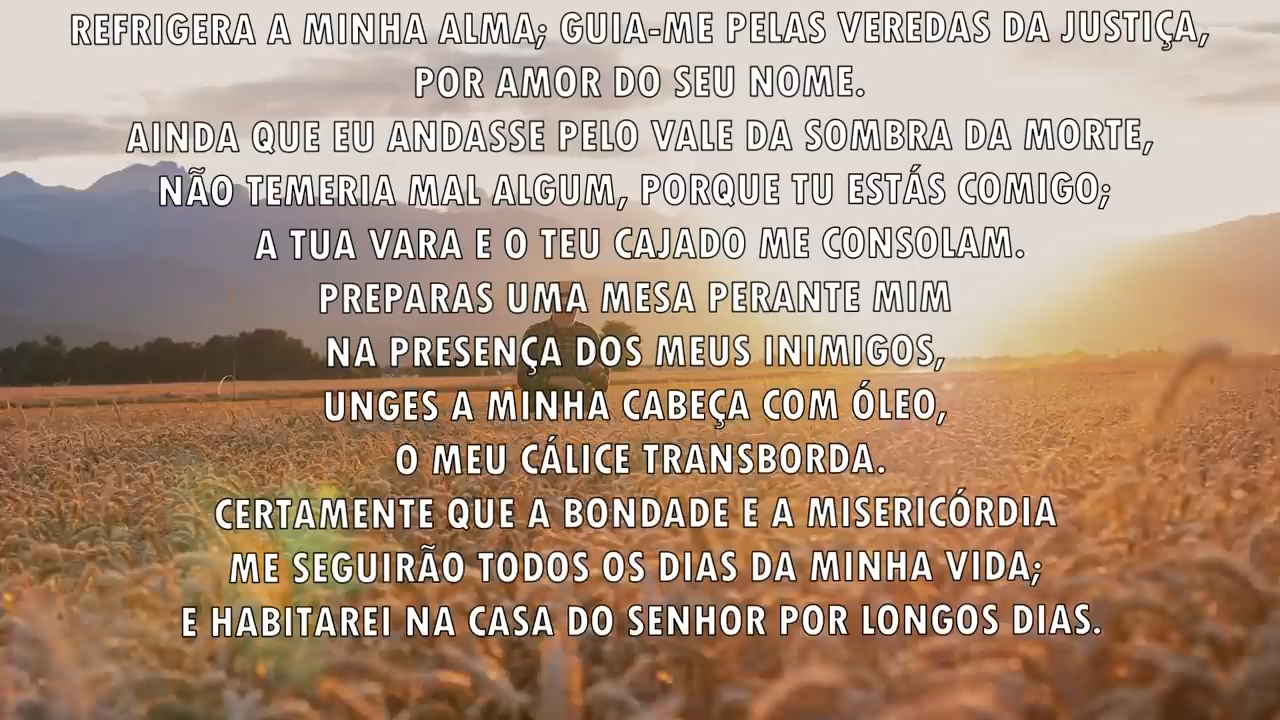 REFRIGERA A MINHA ALMA; GUIA-ME PELAS VEREDAS DA JUSTIÇA,
POR AMOR DO SEU NOME.
AINDA QUE EU ANDASSE PELO VALE DA SOMBRA DA MORTE,
NÃO TEMERIA MAL ALGUM, PORQUE TU ESTÁS COMIGO;
A TUA VARA E O TEU CAJADO ME CONSOLAM.
PREPARAS UMA MESA PERANTE MIM
NA PRESENÇA DOS MEUS INIMIGOS,
UNGES A MINHA CABEÇA COM ÓLEO,
O MEU CÁLICE TRANSBORDA.
CERTAMENTE QUE A BONDADE E A MISERICÓRDIA
ME SEGUIRÃO TODOS OS DIAS DA MINHA VIDA;
E HABITAREI NA CASA DO SENHOR POR LONGOS DIAS.